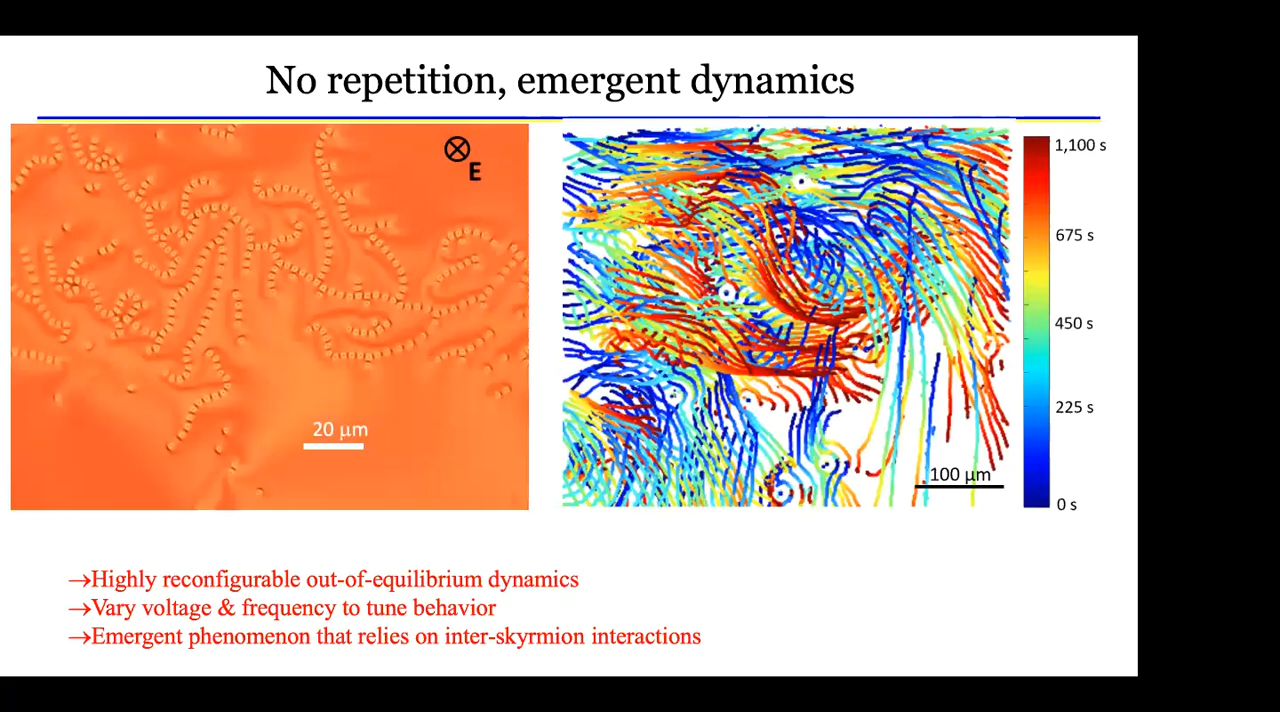 No repetition, emergent dynamics
E
20 μm
1,100 s
675 s
450 s
225 s
0 s
100 μm
→Highly reconfigurable out-of-equilibrium dynamics
→Vary voltage & frequency to tune behavior
→Emergent phenomenon that relies on inter-skyrmion interactions